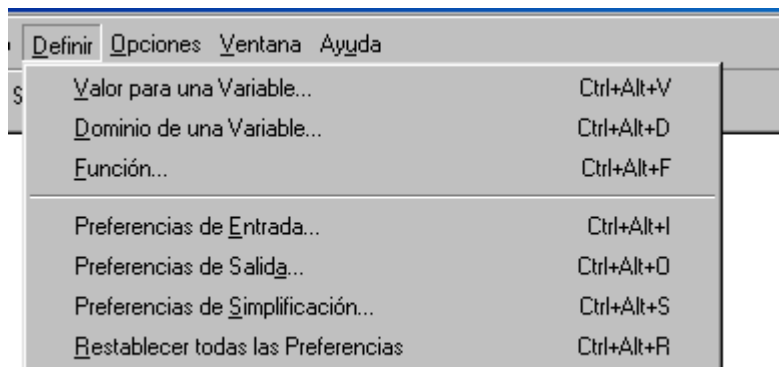 Definir Opciones Ventana Ayuda
S
Valor para una Variable... Ctrl+Alt+V
Dominio de una Variable... Ctrl+Alt+D
Función... Ctrl+Alt+F
Preferencias de Entrada... Ctrl+Alt+I
Preferencias de Salida... Ctrl+Alt+O
Preferencias de Simplificación... Ctrl+Alt+S
Restablecer todas las Preferencias Ctrl+Alt+R